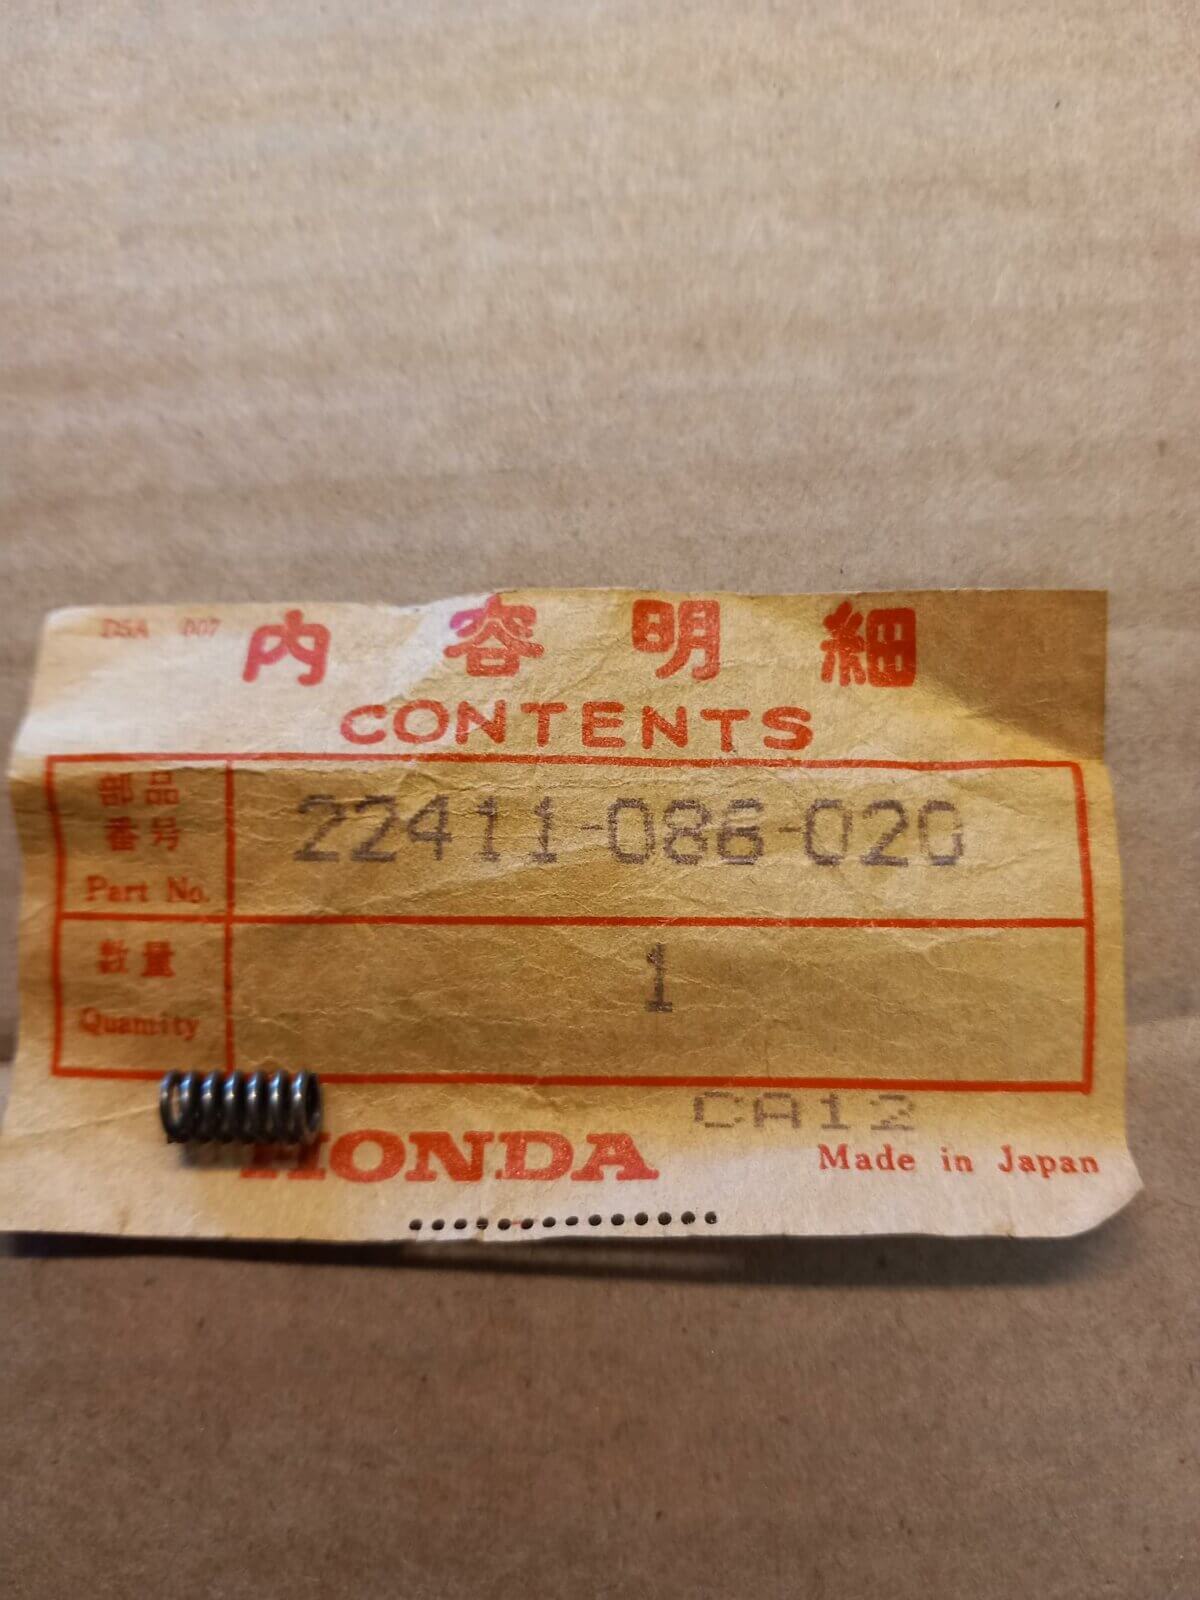 DSA 007
内容明細
CONTENTS
部品
番号
Part No.
22411-086-020
数量
Quantity
1
CA12
HONDA
Made in Japan